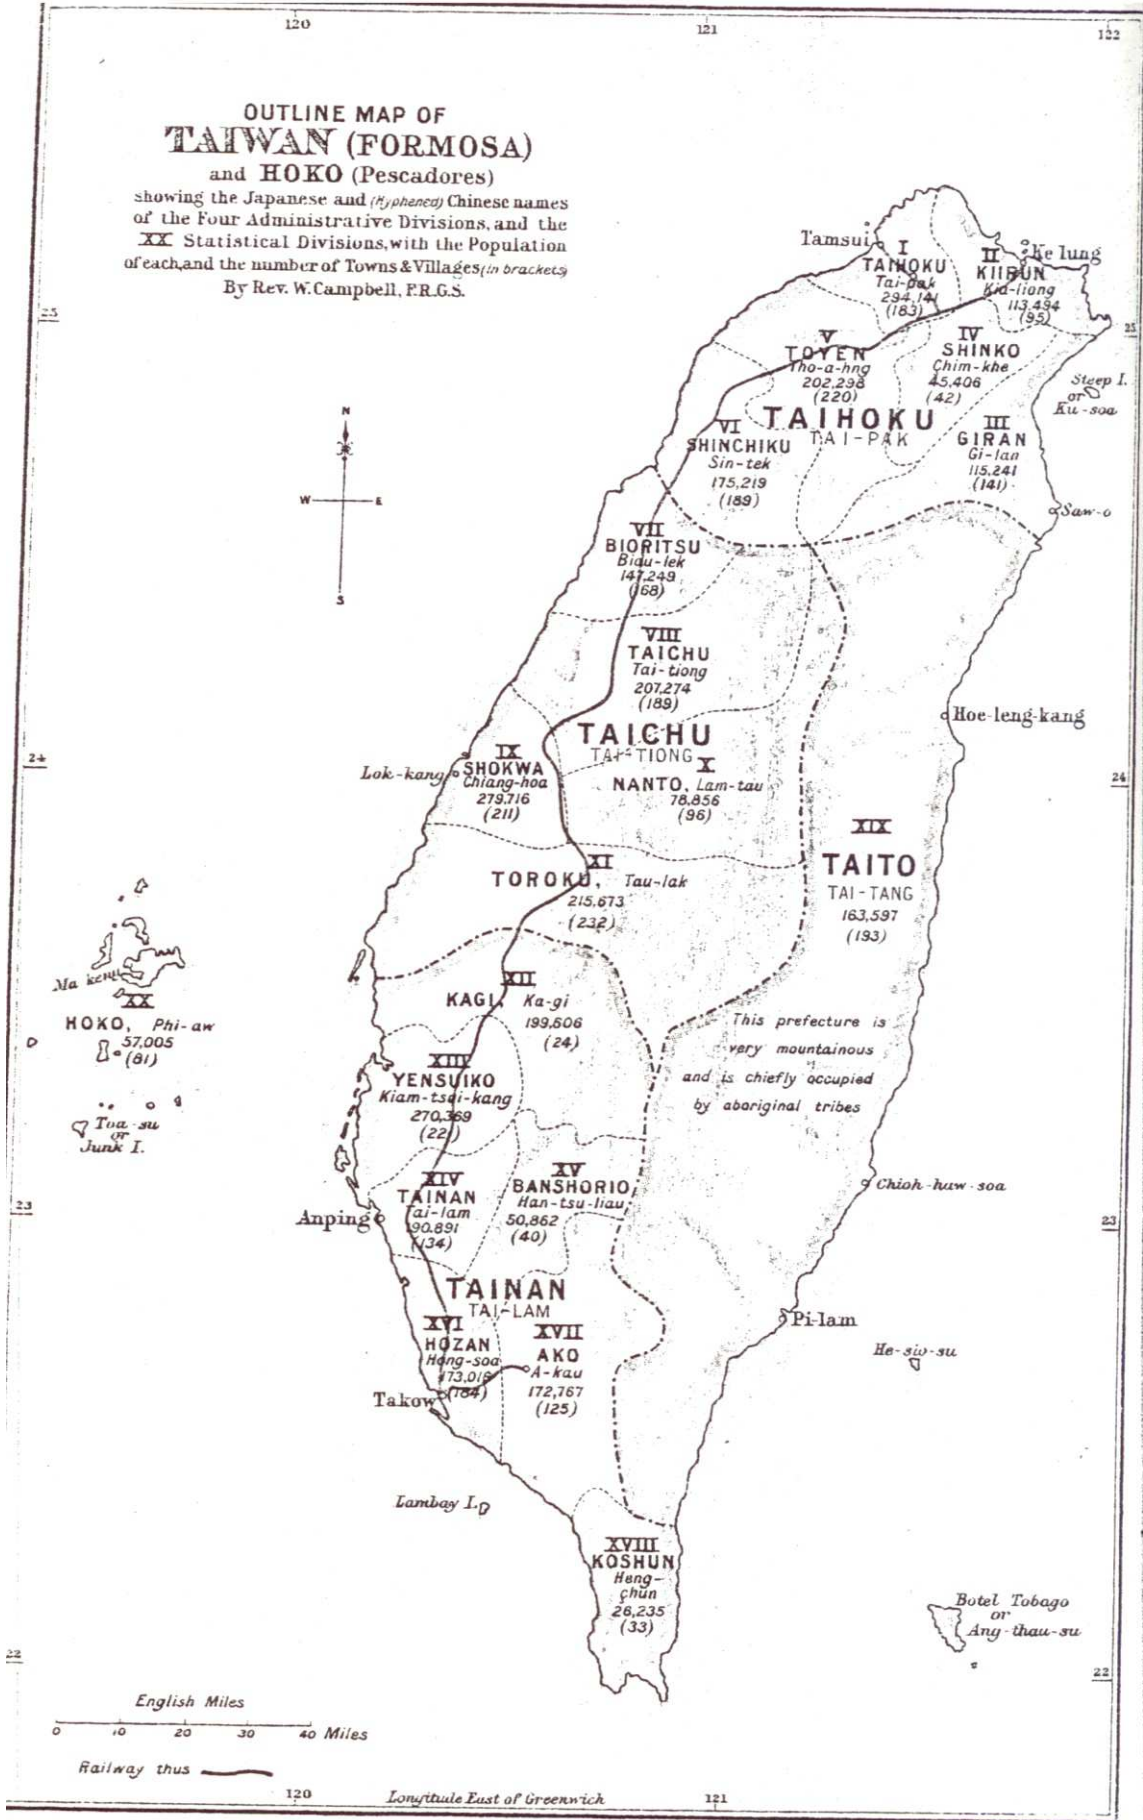 120
121
122
OUTLINE MAP OF
TAIWAN (FORMOSA)
and HOKO (Pescadores)
showing the Japanese and (Hyphened) Chinese names
of the Four Administrative Divisions, and the
XX Statistical Divisions, with the Population
of each, and the number of Towns & Villages (in brackets)
By Rev. W. Campbell, F.R.G.S.
N
W
E
S
25
25
24
24
23
23
22
22
Tamsui
I
TAIHOKU
Tai-pak
294,141
(183)
II
KIIRUN
113,494
(95)
Ke lung
V
TOYEN
Tho-a-hng
202,298
(220)
IV
SHINKO
Chim-khe
45,406
(42)
Steep I.
or
Ku-soa
TAIHOKU
TAI-PAK
III
GIRAN
Gi-lan
115,241
(141)
Saw-o
VI
SHINCHIKU
Sin-tek
175,219
(189)
VII
BIORITSU
147,249
VIII
TAICHU
Tai-tiong
207,274
(189)
Hoe-leng-kang
TAICHU
TAI-TIONG
X
NANTO, Lam-tau
78,856
(96)
Lok-kang
IX
SHOKWA
Chiang-hoa
279,716
(211)
XIX
TAITO
TAI-TANG
163,597
(193)
This prefecture is
very mountainous
and is chiefly occupied
by aboriginal tribes
XI
TOROKU, Tau-lak
215,673
(232)
XX
HOKO, Phi-aw
57,005
(81)
Toa-su
or
Junk I.
XII
KAGI, Ka-gi
199,606
(24)
XIII
YENSUIKO
Kiam-tsui-kang
270,369
XIV
TAINAN
Tai-lam
90,891
(134)
Anping
XV
BANSHORIO
Han-tsu-liau
50,862
(40)
Chioh-haw-soa
TAINAN
TAI-LAM
XVI
HOZAN
Hong-soa
Takow
XVII
AKO
A-kau
172,767
(125)
Pi-lam
He-sio-su
Lambay I.
XVIII
KOSHUN
Heng-
chun
26,235
(33)
Botel Tobago
or
Ang-thau-su
English Miles
0 10 20 30 40 Miles
Railway thus
120
Longitude East of Greenwich
121